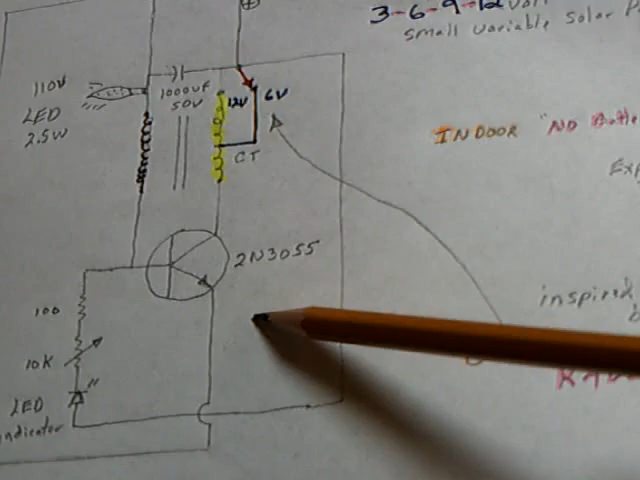 3-6-9-12 Volt
small variable solar
110V
LED
2.5W
1000UF
50V
12V
6V
CT
INDOOR "NO
2N3055
100
10K
LED
indicator
inspired